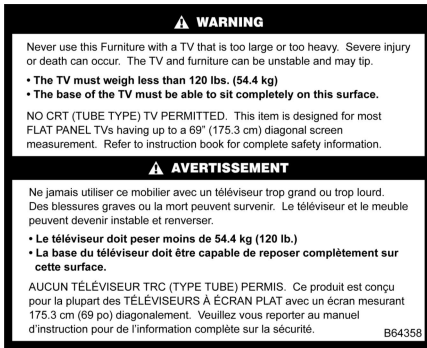 ⚠ WARNING
Never use this Furniture with a TV that is too large or too heavy. Severe injury
or death can occur. The TV and furniture can be unstable and may tip.
• The TV must weigh less than 120 lbs. (54.4 kg)
• The base of the TV must be able to sit completely on this surface.
NO CRT (TUBE TYPE) TV PERMITTED. This item is designed for most
FLAT PANEL TVs having up to a 69" (175.3 cm) diagonal screen
measurement. Refer to instruction book for complete safety information.
⚠ AVERTISSEMENT
Ne jamais utiliser ce mobilier avec un téléviseur trop grand ou trop lourd.
Des blessures graves ou la mort peuvent survenir. Le téléviseur et le meuble
peuvent devenir instable et renverser.
• Le téléviseur doit peser moins de 54.4 kg (120 lb.)
• La base du téléviseur doit être capable de reposer complètement sur
cette surface.
AUCUN TÉLÉVISEUR TRC (TYPE TUBE) PERMIS. Ce produit est conçu
pour la plupart des TÉLÉVISEURS À ÉCRAN PLAT avec un écran mesurant
175.3 cm (69 po) diagonalement. Veuillez vous reporter au manuel
d'instruction pour de l'information complète sur la sécurité.
B64358